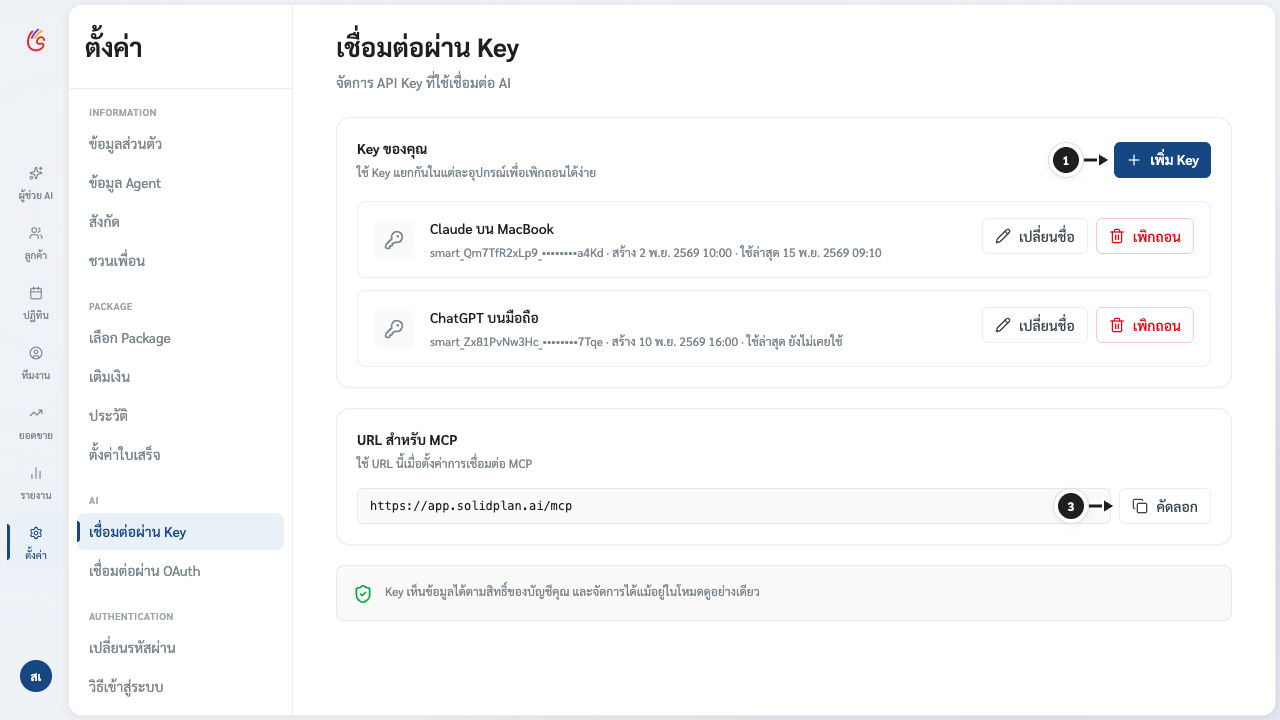 ตั้งค่า
INFORMATION
ข้อมูลส่วนตัว
ข้อมูล Agent
สังกัด
ชวนเพื่อน
PACKAGE
เลือก Package
เติมเงิน
ประวัติ
ตั้งค่าใบเสร็จ
AI
เชื่อมต่อผ่าน Key
เชื่อมต่อผ่าน OAuth
AUTHENTICATION
เปลี่ยนรหัสผ่าน
วิธีเข้าสู่ระบบ
ผู้ช่วย AI
ลูกค้า
ปฏิทิน
ทีมงาน
ยอดขาย
รายงาน
ตั้งค่า
สเ
เชื่อมต่อผ่าน Key
จัดการ API Key ที่ใช้เชื่อมต่อ AI
Key ของคุณ
ใช้ Key แยกกันในแต่ละอุปกรณ์เพื่อเพิกถอนได้ง่าย
1
เพิ่ม Key
Claude บน MacBook
smart_Qm7TfR2xLp9_••••••••a4Kd · สร้าง 2 พ.ย. 2569 10:00 · ใช้ล่าสุด 15 พ.ย. 2569 09:10
เปลี่ยนชื่อ
เพิกถอน
ChatGPT บนมือถือ
smart_Zx81PvNw3Hc_••••••••7Tqe · สร้าง 10 พ.ย. 2569 16:00 · ใช้ล่าสุด ยังไม่เคยใช้
เปลี่ยนชื่อ
เพิกถอน
URL สำหรับ MCP
ใช้ URL นี้เมื่อตั้งค่าการเชื่อมต่อ MCP
https://app.solidplan.ai/mcp
3
คัดลอก
Key เห็นข้อมูลได้ตามสิทธิ์ของบัญชีคุณ และจัดการได้แม้อยู่ในโหมดดูอย่างเดียว